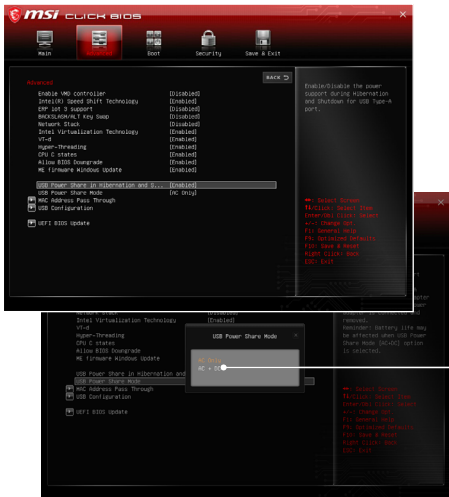 msi CLICK BIOS
Main
Advanced
Boot
Security
Save & Exit
BACK
Advanced
Enable VMD controller [Disabled]
Intel(R) Speed Shift Technology [Enabled]
ERP lot 3 support [Disabled]
BACKSLASH/ALT Key Swap [Disabled]
Network Stack [Disabled]
Intel Virtualization Technology [Enabled]
VT-d [Enabled]
Hyper-Threading [Enabled]
CPU C states [Enabled]
Allow BIOS Downgrade [Enabled]
ME firmware Windows Update [Enabled]
USB Power Share in Hibernation and S... [Enabled]
USB Power Share Mode [AC Only]
MAC Address Pass Through
USB Configuration
UEFI BIOS Update
Enable/Disable the power
support during Hibernation
and Shutdown for USB Type-A
port.
: Select Screen
/Click: Select Item
Enter/Dbl Click: Select
+/-: Change Opt.
F1: General Help
F9: Optimized Defaults
F10: Save & Reset
Right Click: Back
ESC: Exit
Network Stack [Disabled]
Intel Virtualization Technology [Enabled]
VT-d
Hyper-Threading
CPU C states
Allow BIOS Downgrade
ME firmware Windows Update
USB Power Share in Hibernation and
USB Power Share Mode
MAC Address Pass Through
USB Configuration
UEFI BIOS Update
USB Power Share Mode
AC Only
AC + DC
removed.
Reminder: Battery life may
be affected when USB Power
Share Mode [AC+DC] option
is selected.
: Select Screen
/Click: Select Item
Enter/Dbl Click: Select
+/-: Change Opt.
F1: General Help
F9: Optimized Defaults
F10: Save & Reset
Right Click: Back
ESC: Exit